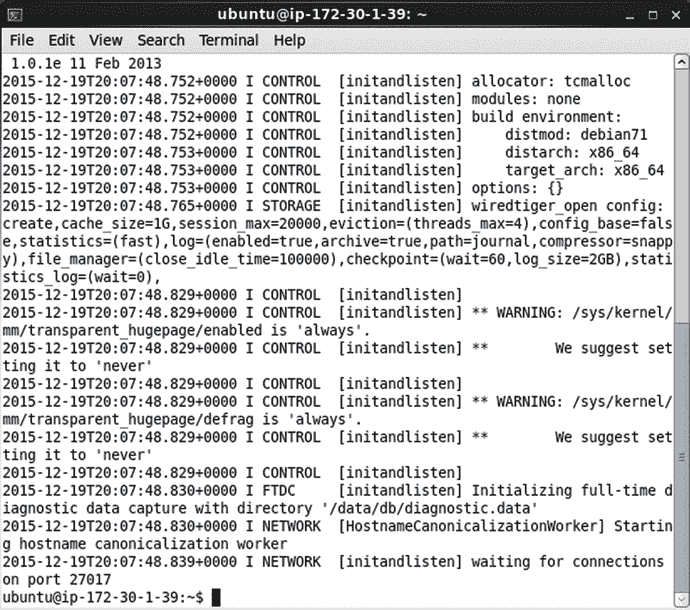 ubuntu@ip-172-30-1-39: ~
File Edit View Search Terminal Help
 1.0.1e 11 Feb 2013
2015-12-19T20:07:48.752+0000 I CONTROL  [initandlisten] allocator: tcmalloc
2015-12-19T20:07:48.752+0000 I CONTROL  [initandlisten] modules: none
2015-12-19T20:07:48.752+0000 I CONTROL  [initandlisten] build environment:
2015-12-19T20:07:48.752+0000 I CONTROL  [initandlisten]     distmod: debian71
2015-12-19T20:07:48.753+0000 I CONTROL  [initandlisten]     distarch: x86_64
2015-12-19T20:07:48.753+0000 I CONTROL  [initandlisten]     target_arch: x86_64
2015-12-19T20:07:48.753+0000 I CONTROL  [initandlisten] options: {}
2015-12-19T20:07:48.765+0000 I STORAGE  [initandlisten] wiredtiger_open config:
create,cache_size=1G,session_max=20000,eviction=(threads_max=4),config_base=fals
e,statistics=(fast),log=(enabled=true,archive=true,path=journal,compressor=snapp
y),file_manager=(close_idle_time=100000),checkpoint=(wait=60,log_size=2GB),stati
stics_log=(wait=0),
2015-12-19T20:07:48.829+0000 I CONTROL  [initandlisten]
2015-12-19T20:07:48.829+0000 I CONTROL  [initandlisten] ** WARNING: /sys/kernel/
mm/transparent_hugepage/enabled is 'always'.
2015-12-19T20:07:48.829+0000 I CONTROL  [initandlisten] **        We suggest set
ting it to 'never'
2015-12-19T20:07:48.829+0000 I CONTROL  [initandlisten]
2015-12-19T20:07:48.829+0000 I CONTROL  [initandlisten] ** WARNING: /sys/kernel/
mm/transparent_hugepage/defrag is 'always'.
2015-12-19T20:07:48.829+0000 I CONTROL  [initandlisten] **        We suggest set
ting it to 'never'
2015-12-19T20:07:48.829+0000 I CONTROL  [initandlisten]
2015-12-19T20:07:48.830+0000 I FTDC     [initandlisten] Initializing full-time d
iagnostic data capture with directory '/data/db/diagnostic.data'
2015-12-19T20:07:48.830+0000 I NETWORK  [HostnameCanonicalizationWorker] Startin
g hostname canonicalization worker
2015-12-19T20:07:48.839+0000 I NETWORK  [initandlisten] waiting for connections
on port 27017
ubuntu@ip-172-30-1-39:~$